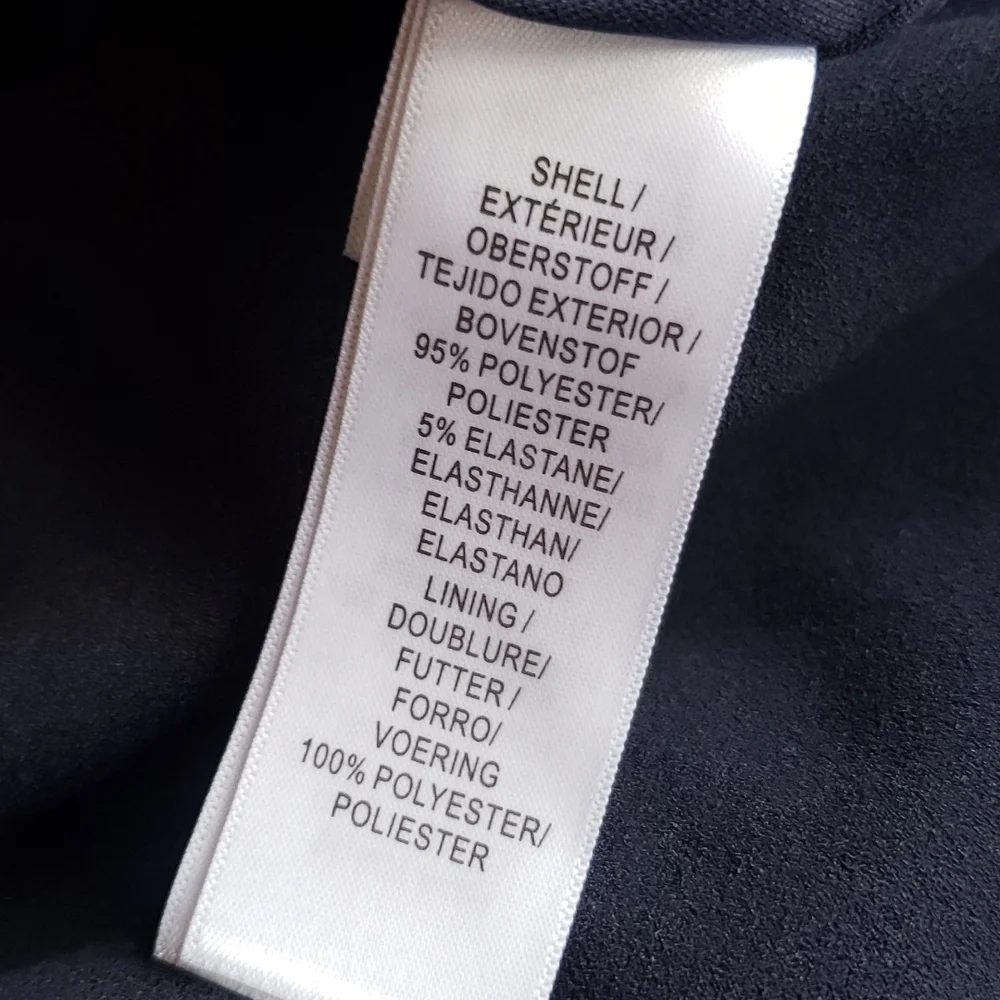 SHELL /
EXTÉRIEUR /
OBERSTOFF /
TEJIDO EXTERIOR /
BOVENSTOF
95% POLYESTER/
POLIESTER
5% ELASTANE/
ELASTHANNE/
ELASTHAN/
ELASTANO
LINING /
DOUBLURE/
FUTTER /
FORRO/
VOERING
100% POLYESTER/
POLIESTER